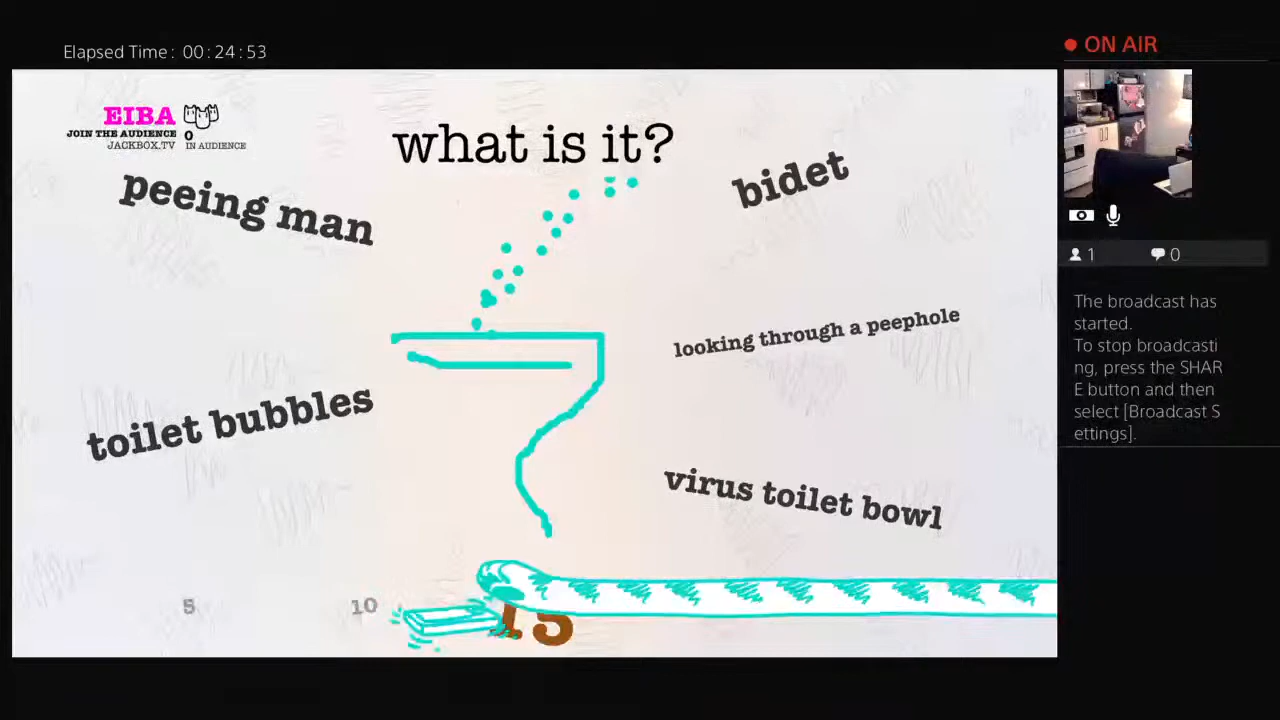 Elapsed Time: 00:24:53
ON AIR
EIBA
JOIN THE AUDIENCE
JACKBOX.TV
0
IN AUDIENCE
what is it?
peeing man
bidet
looking through a peephole
toilet bubbles
virus toilet bowl
5
10
15
1
0
The broadcast has
started.
To stop broadcasti
ng, press the SHAR
E button and then
select [Broadcast S
ettings].